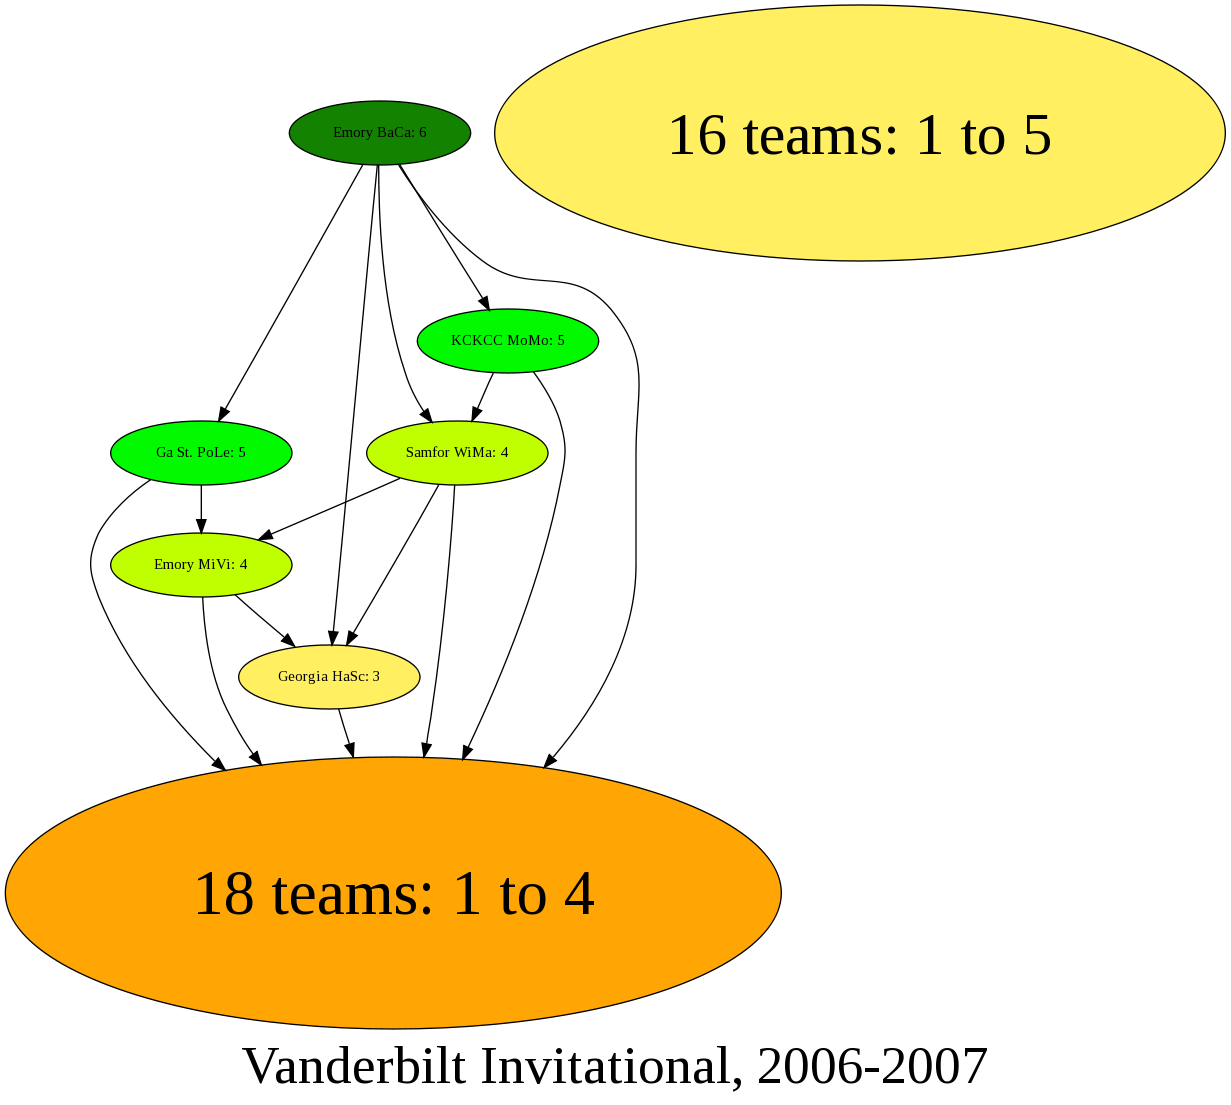 Emory BaCa: 6
16 teams: 1 to 5
KCKCC MoMo: 5
Ga St. PoLe: 5
Samfor WiMa: 4
Emory MiVi: 4
Georgia HaSc: 3
18 teams: 1 to 4
Vanderbilt Invitational, 2006-2007